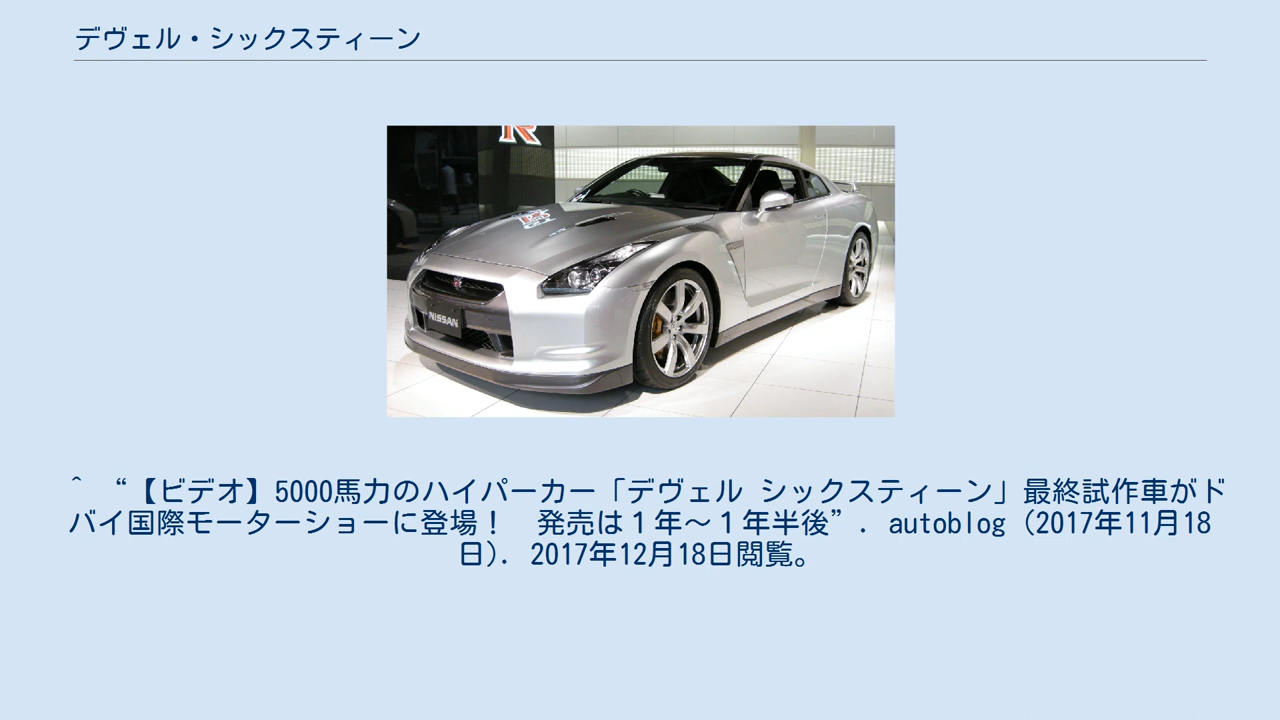 デヴェル・シックスティーン
R
NISSAN
^ “【ビデオ】5000馬力のハイパーカー「デヴェル シックスティーン」最終試作車がド
バイ国際モーターショーに登場！　発売は１年～１年半後”. autoblog (2017年11月18
日). 2017年12月18日閲覧。